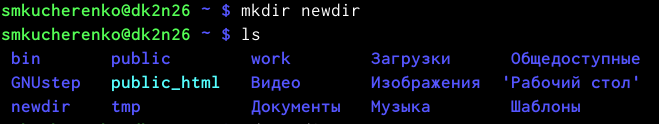 smkucherenko@dk2n26 ~ $ mkdir newdir
smkucherenko@dk2n26 ~ $ ls
bin public work Загрузки Общедоступные
GNUstep public_html Видео Изображения 'Рабочий стол'
newdir tmp Документы Музыка Шаблоны